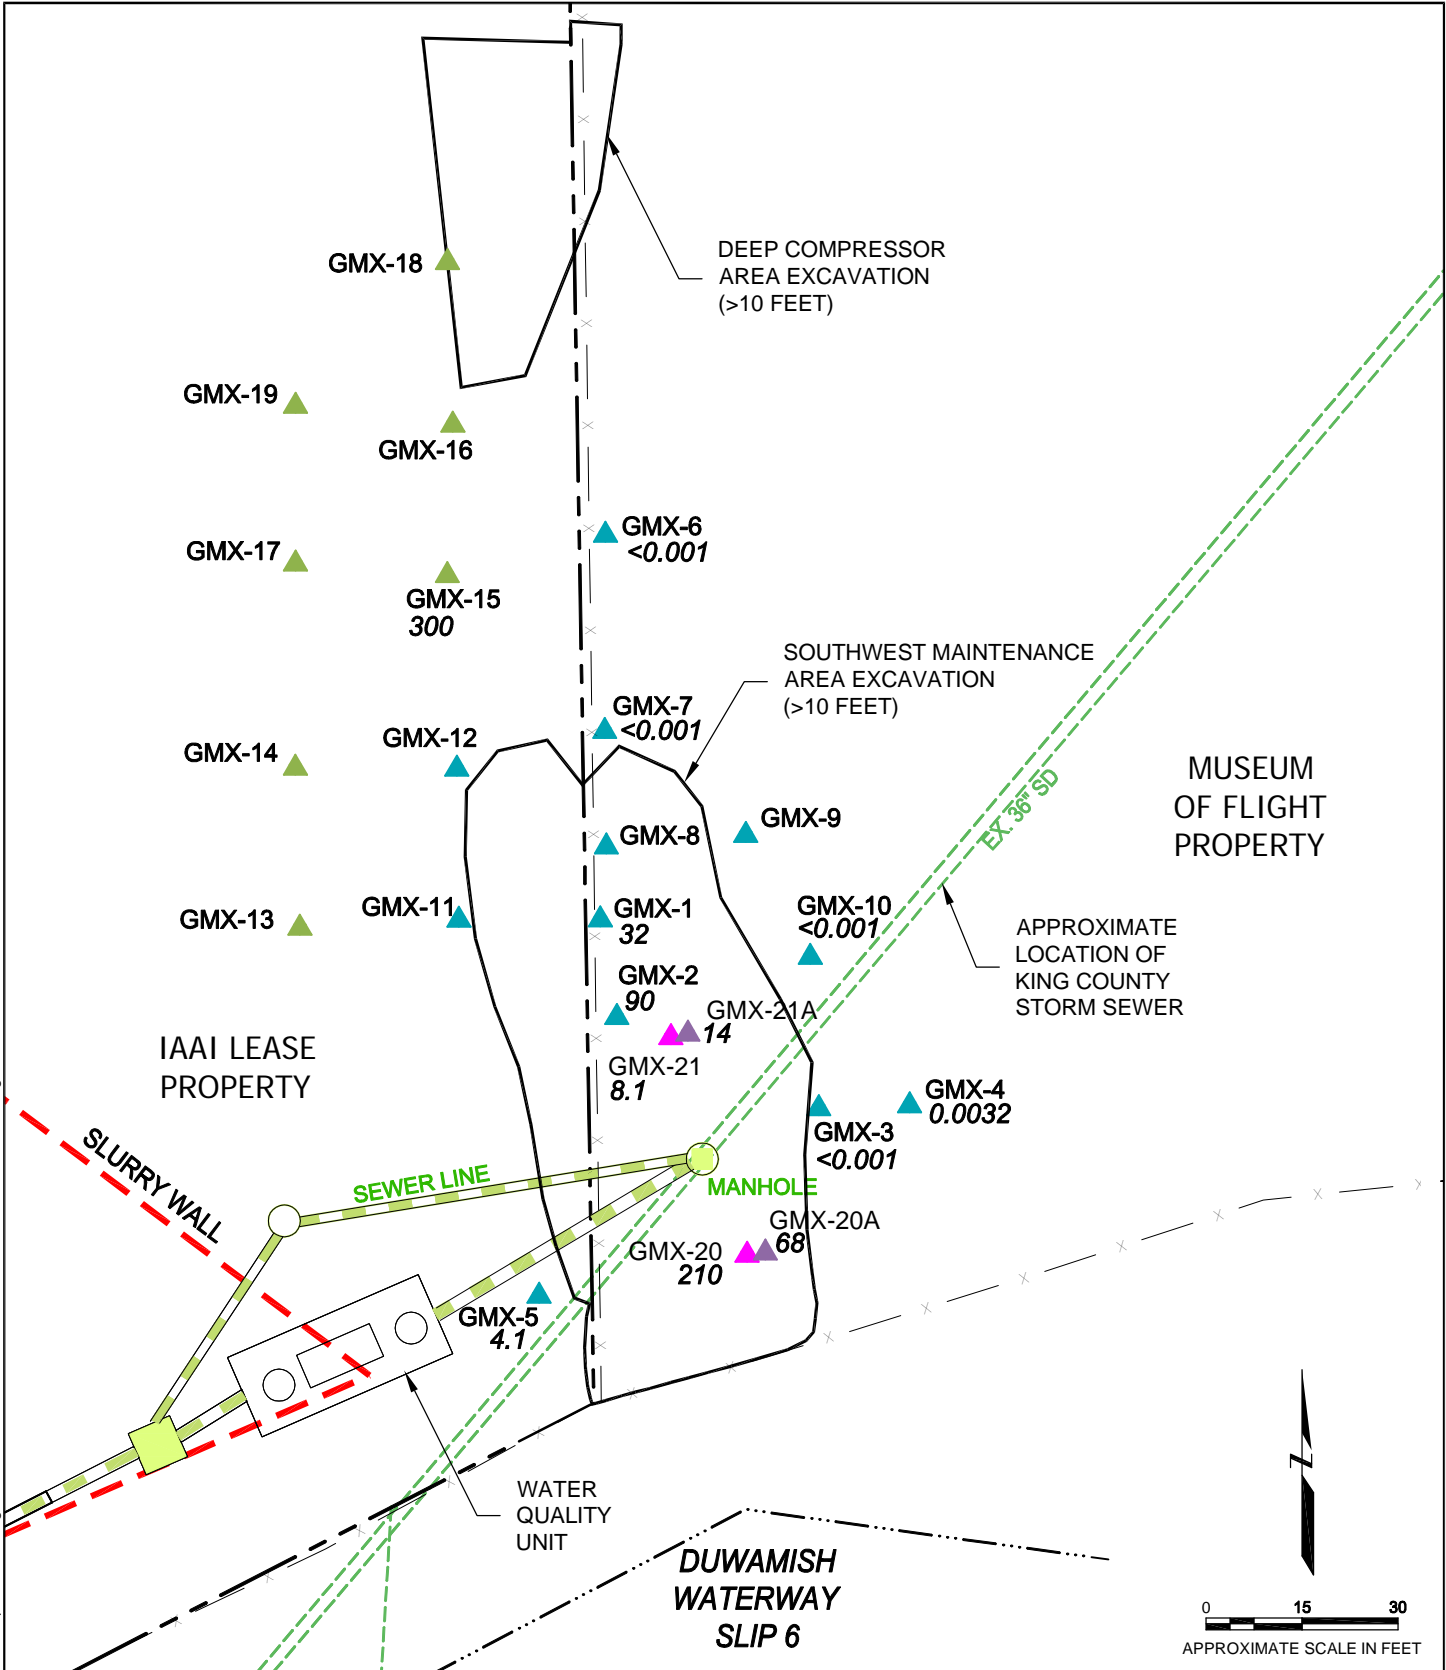 GMX-18
DEEP COMPRESSOR
AREA EXCAVATION
(>10 FEET)
GMX-19
GMX-16
GMX-6
<0.001
GMX-17
GMX-15
300
SOUTHWEST MAINTENANCE
AREA EXCAVATION
(>10 FEET)
GMX-7
<0.001
GMX-14
GMX-12
MUSEUM
OF FLIGHT
PROPERTY
EX. 36" SD
GMX-8
GMX-9
GMX-13
GMX-11
GMX-1
32
GMX-10
<0.001
APPROXIMATE
LOCATION OF
KING COUNTY
STORM SEWER
GMX-2
90
GMX-21A
14
GMX-21
8.1
IAAI LEASE
PROPERTY
GMX-3
<0.001
GMX-4
0.0032
SLURRY WALL
SEWER LINE
MANHOLE
GMX-20A
68
GMX-20
210
GMX-5
4.1
WATER
QUALITY
UNIT
DUWAMISH
WATERWAY
SLIP 6
Z
0 15 30
APPROXIMATE SCALE IN FEET